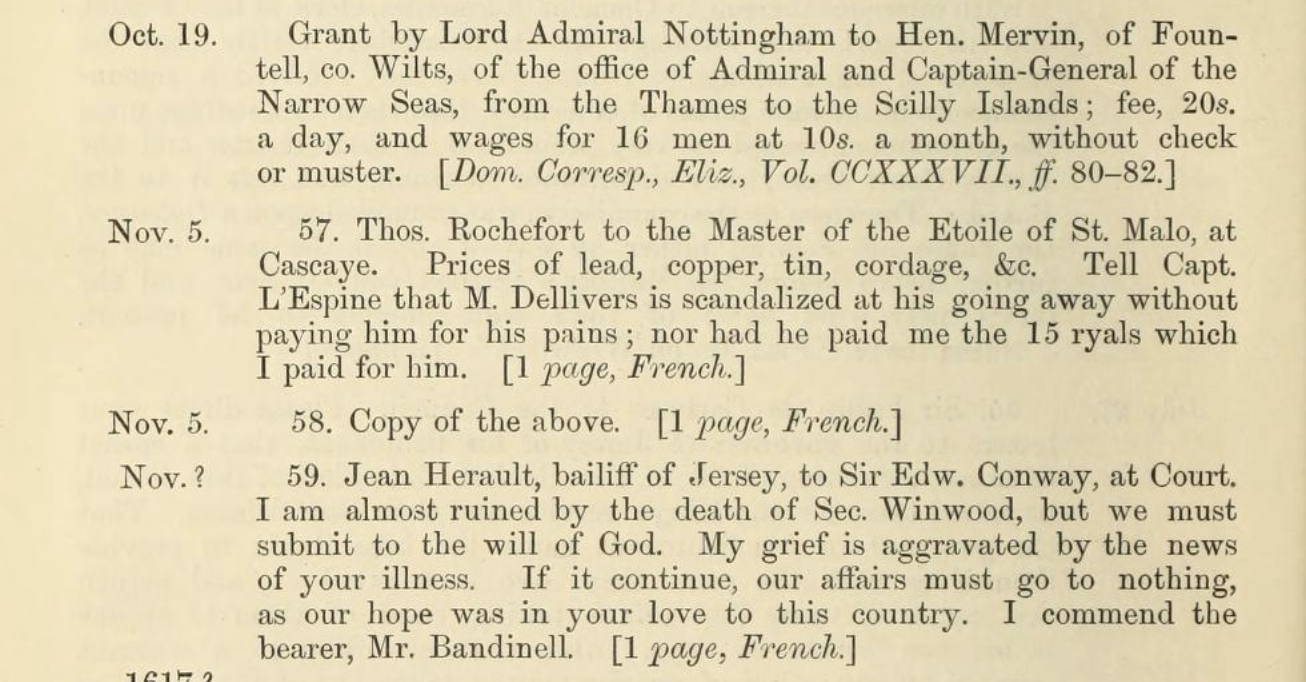 Oct. 19. Grant by Lord Admiral Nottingham to Hen. Mervin, of Foun-
tell, co. Wilts, of the office of Admiral and Captain-General of the
Narrow Seas, from the Thames to the Scilly Islands; fee, 20s.
a day, and wages for 16 men at 10s. a month, without check
or muster. [Dom. Corresp., Eliz., Vol. CCXXXVII., ff. 80–82.]
Nov. 5. 57. Thos. Rochefort to the Master of the Etoile of St. Malo, at
Cascaye. Prices of lead, copper, tin, cordage, &c. Tell Capt.
L'Espine that M. Dellivers is scandalized at his going away without
paying him for his pains; nor had he paid me the 15 ryals which
I paid for him. [1 page, French.]
Nov. 5. 58. Copy of the above. [1 page, French.]
Nov. ? 59. Jean Herault, bailiff of Jersey, to Sir Edw. Conway, at Court.
I am almost ruined by the death of Sec. Winwood, but we must
submit to the will of God. My grief is aggravated by the news
of your illness. If it continue, our affairs must go to nothing,
as our hope was in your love to this country. I commend the
bearer, Mr. Bandinell. [1 page, French.]
1617 ?